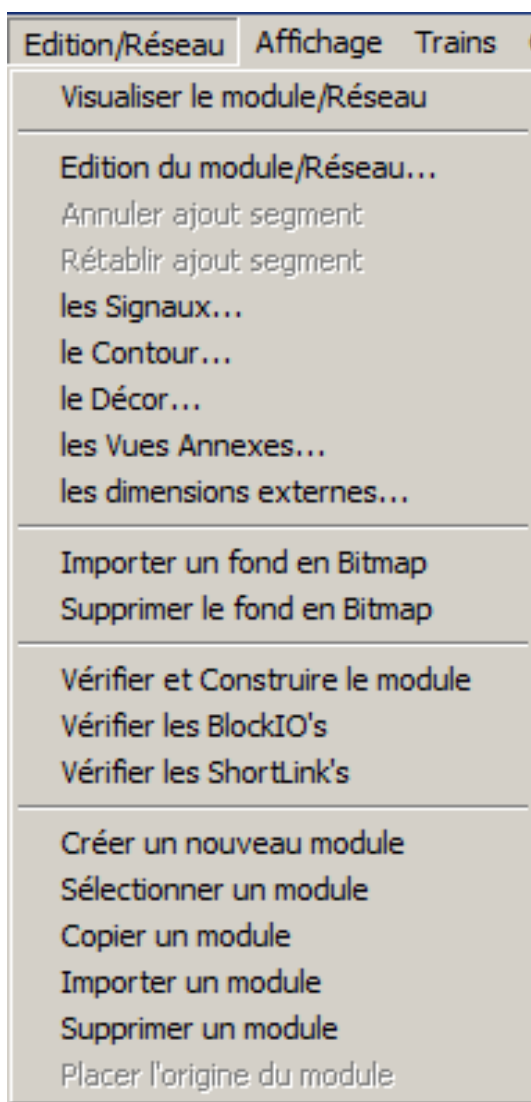 Edition/Réseau Affichage Trains
Visualiser le module/Réseau
Edition du module/Réseau...
Annuler ajout segment
Rétablir ajout segment
les Signaux...
le Contour...
le Décor...
les Vues Annexes...
les dimensions externes...
Importer un fond en Bitmap
Supprimer le fond en Bitmap
Vérifier et Construire le module
Vérifier les BlockIO's
Vérifier les ShortLink's
Créer un nouveau module
Sélectionner un module
Copier un module
Importer un module
Supprimer un module
Placer l'origine du module